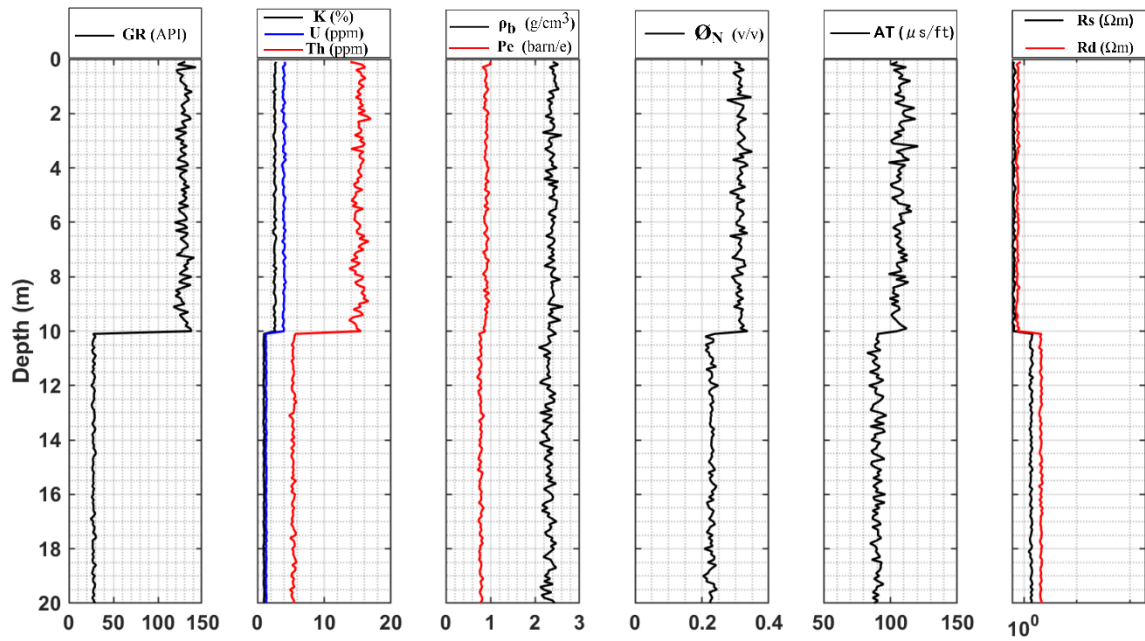 GR (API)
K (%)
U (ppm)
Th (ppm)
ρb (g/cm³)
Pe (barn/e)
ØN (v/v)
AT (μs/ft)
Rs (Ωm)
Rd (Ωm)
Depth (m)
0
2
4
6
8
10
12
14
16
18
20
0 50 100 150
0 10 20
0 1 2 3
0 0.2 0.4
50 100 150
10⁰